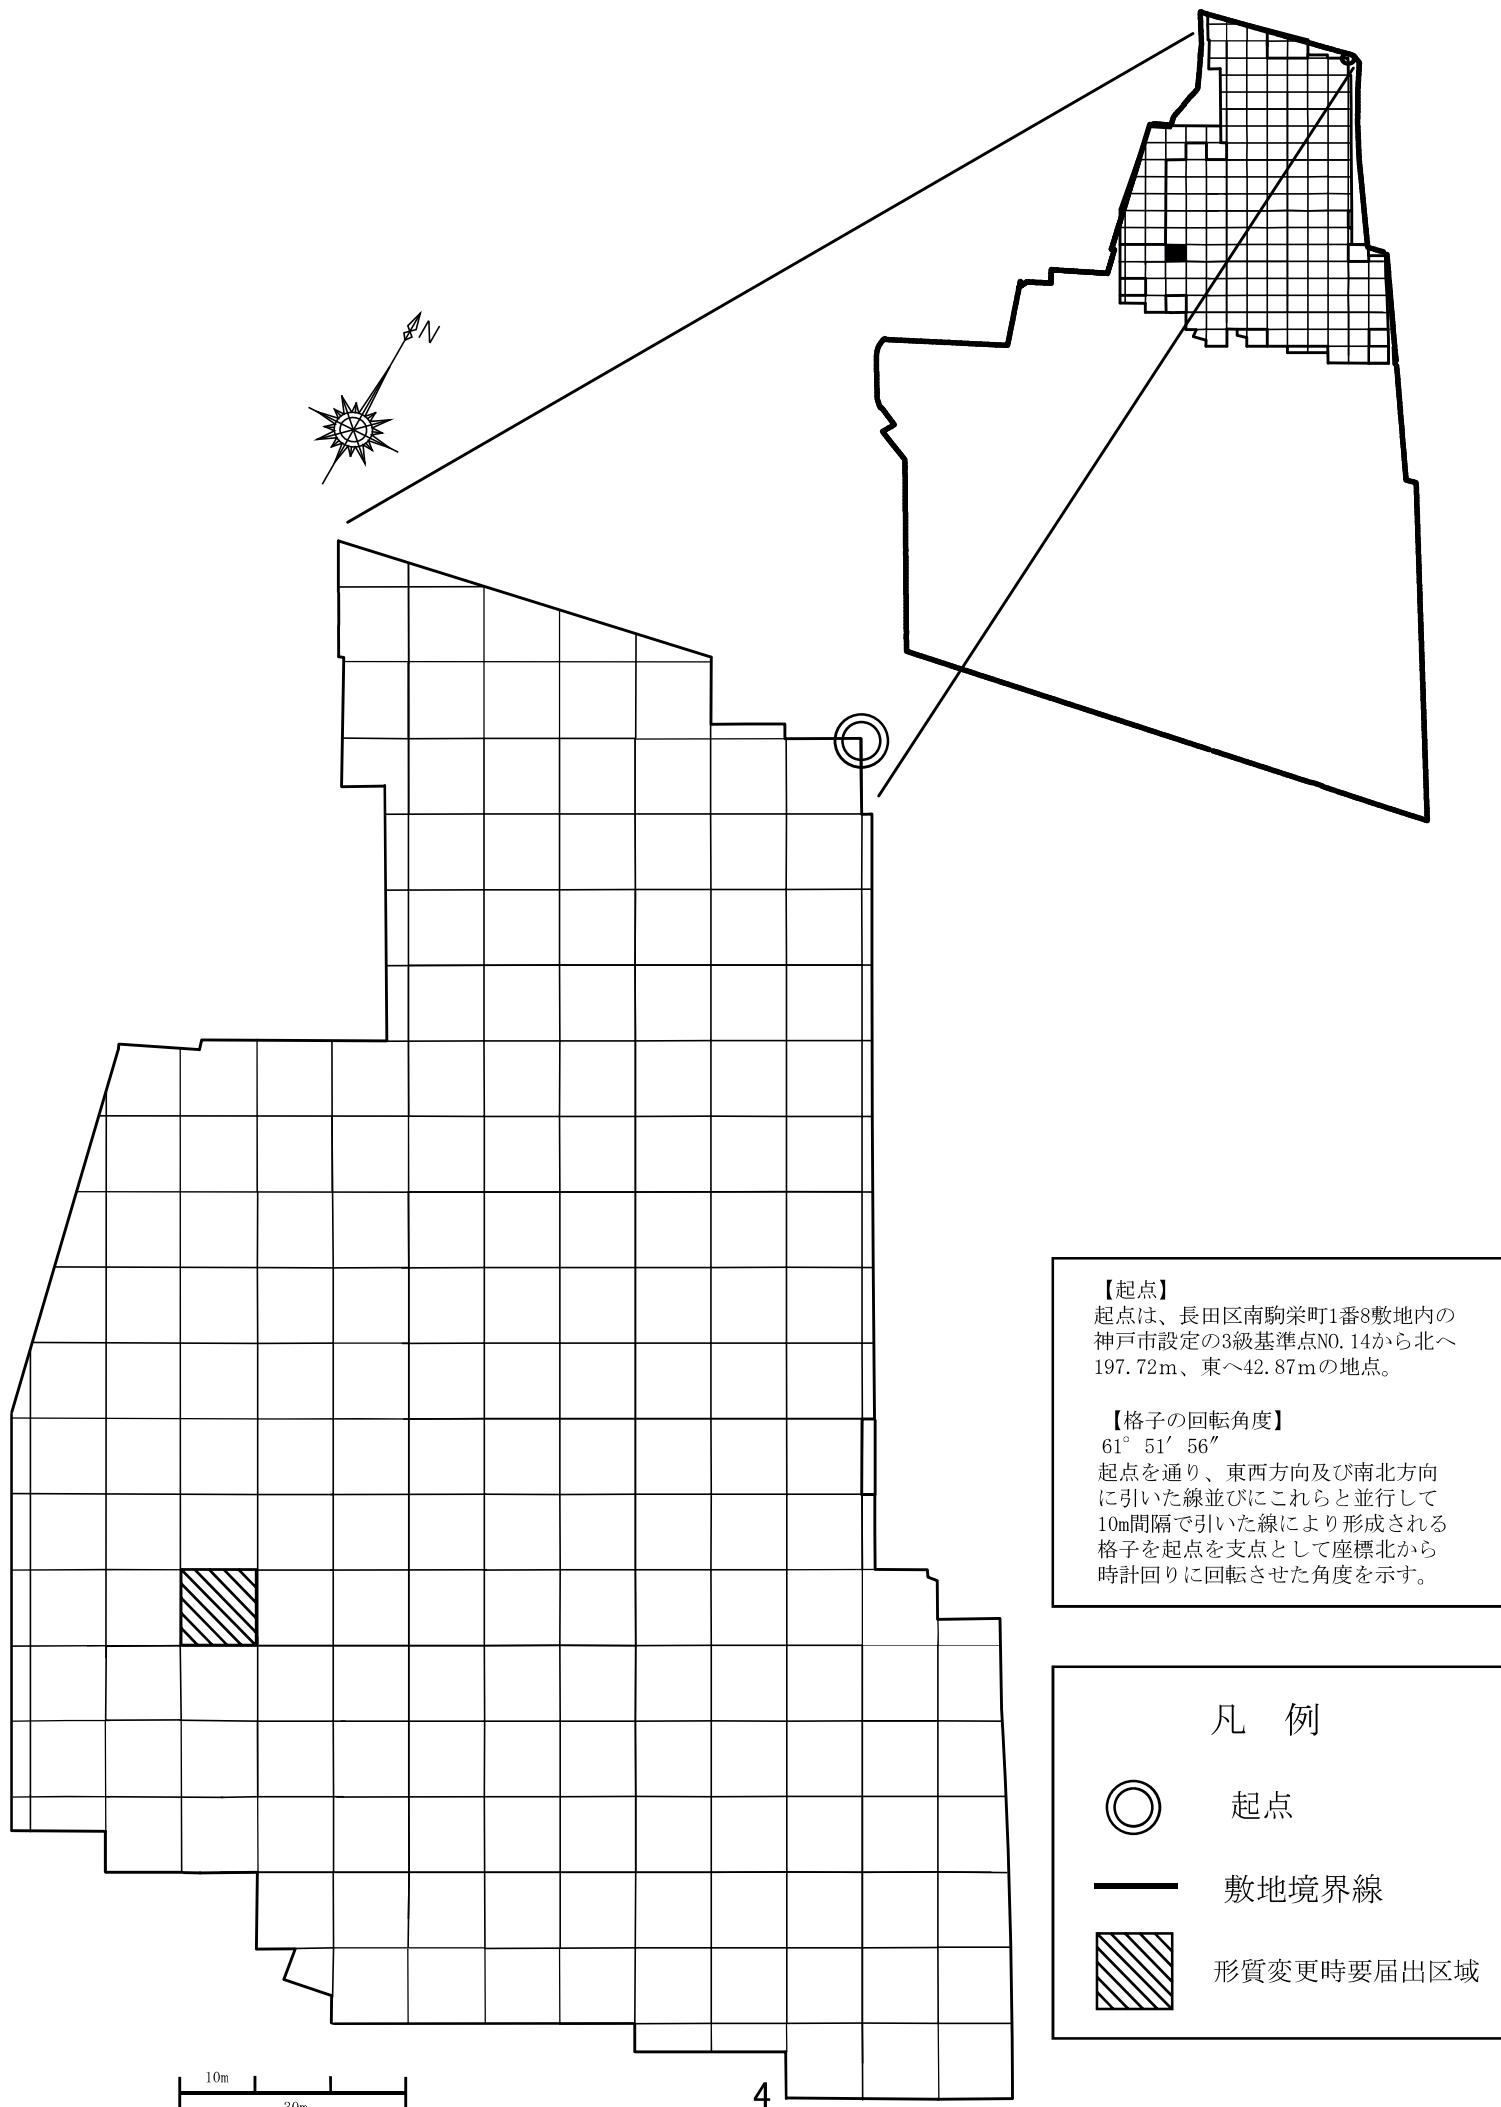 N
【起点】
起点は、長田区南駒栄町1番8敷地内の
神戸市設定の3級基準点NO.14から北へ
197.72m、東へ42.87mの地点。
【格子の回転角度】
61° 51′ 56″
起点を通り、東西方向及び南北方向
に引いた線並びにこれらと並行して
10m間隔で引いた線により形成される
格子を起点を支点として座標北から
時計回りに回転させた角度を示す。
凡 例
起点
敷地境界線
形質変更時要届出区域
10m
30m
4